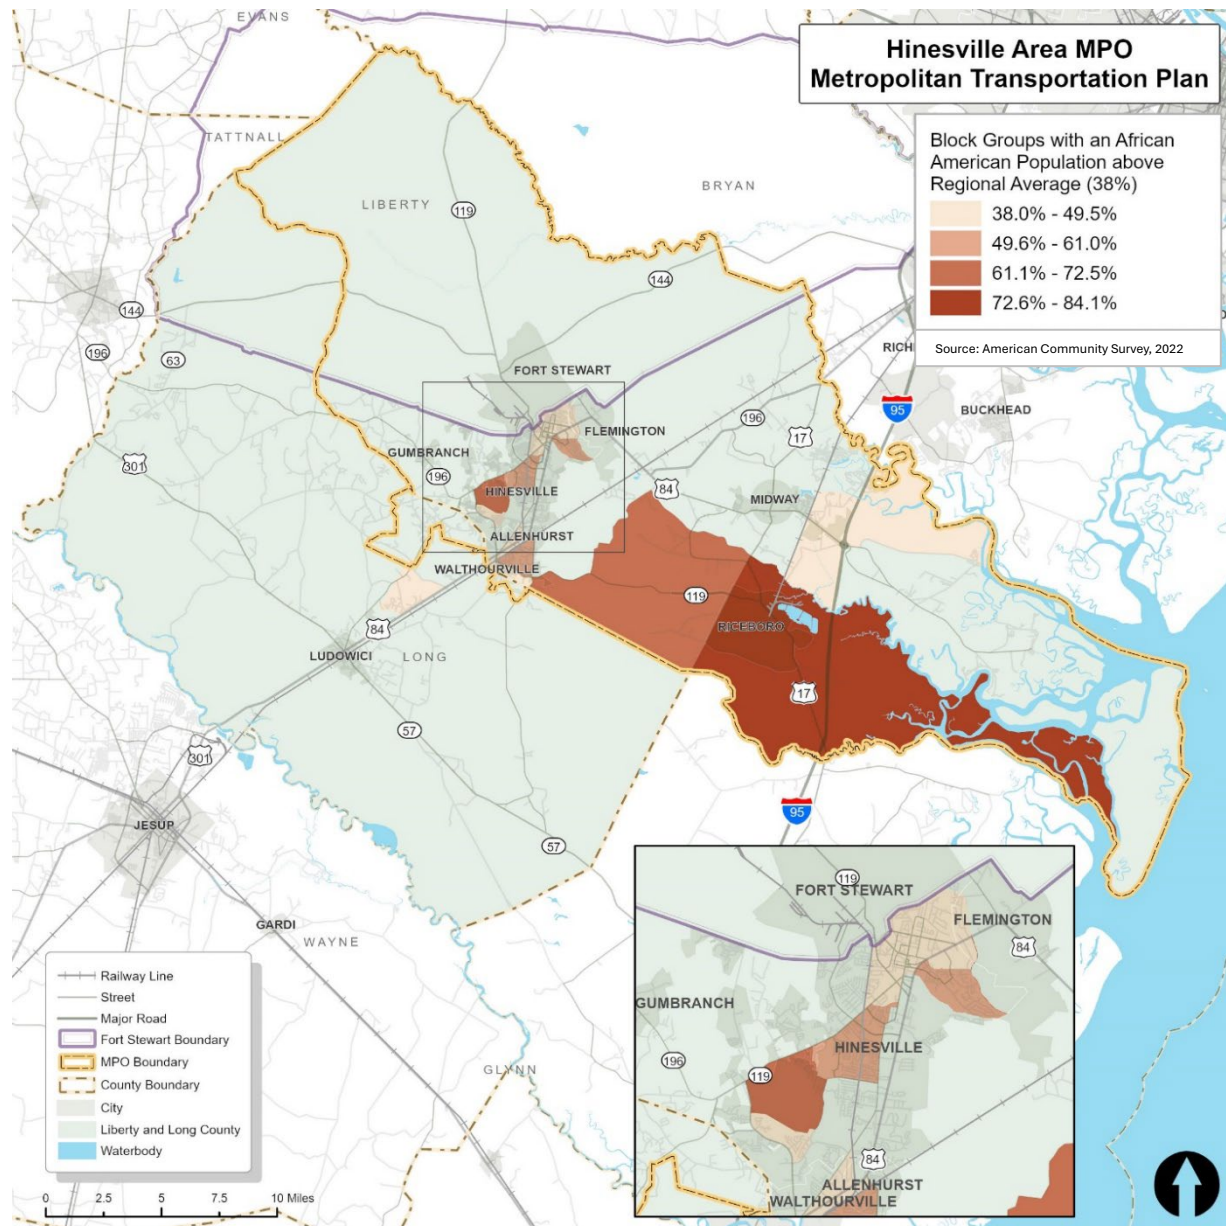 Hinesville Area MPO
Metropolitan Transportation Plan
Block Groups with an African
American Population above
Regional Average (38%)
38.0% - 49.5%
49.6% - 61.0%
61.1% - 72.5%
72.6% - 84.1%
Source: American Community Survey, 2022
EVANS
TATTNALL
BRYAN
LIBERTY
119
144
144
196
63
RICH
FORT STEWART
95
BUCKHEAD
196
17
FLEMINGTON
GUMBRANCH
301
196
84
HINESVILLE
MIDWAY
ALLENHURST
WALTHOURVILLE
119
84
RICEBORO
LUDOWICI
LONG
17
57
301
95
JESUP
57
GARDI
WAYNE
GLYNN
119
FORT STEWART
FLEMINGTON
84
GUMBRANCH
HINESVILLE
196
119
84
ALLENHURST
WALTHOURVILLE
Railway Line
Street
Major Road
Fort Stewart Boundary
MPO Boundary
County Boundary
City
Liberty and Long County
Waterbody
0 2.5 5 7.5 10 Miles